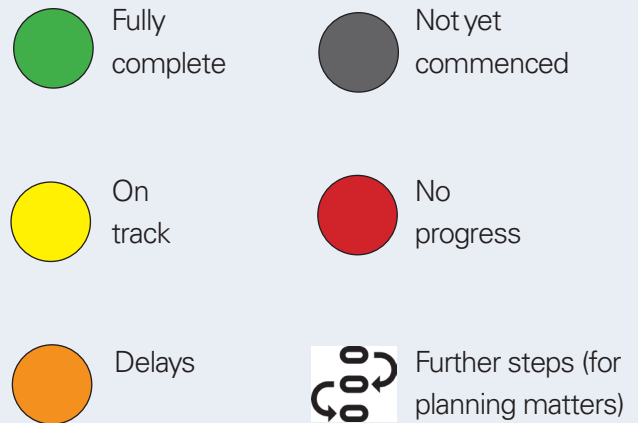 Fully
complete
Not yet
commenced
On
track
No
progress
Delays
Further steps (for
planning matters)